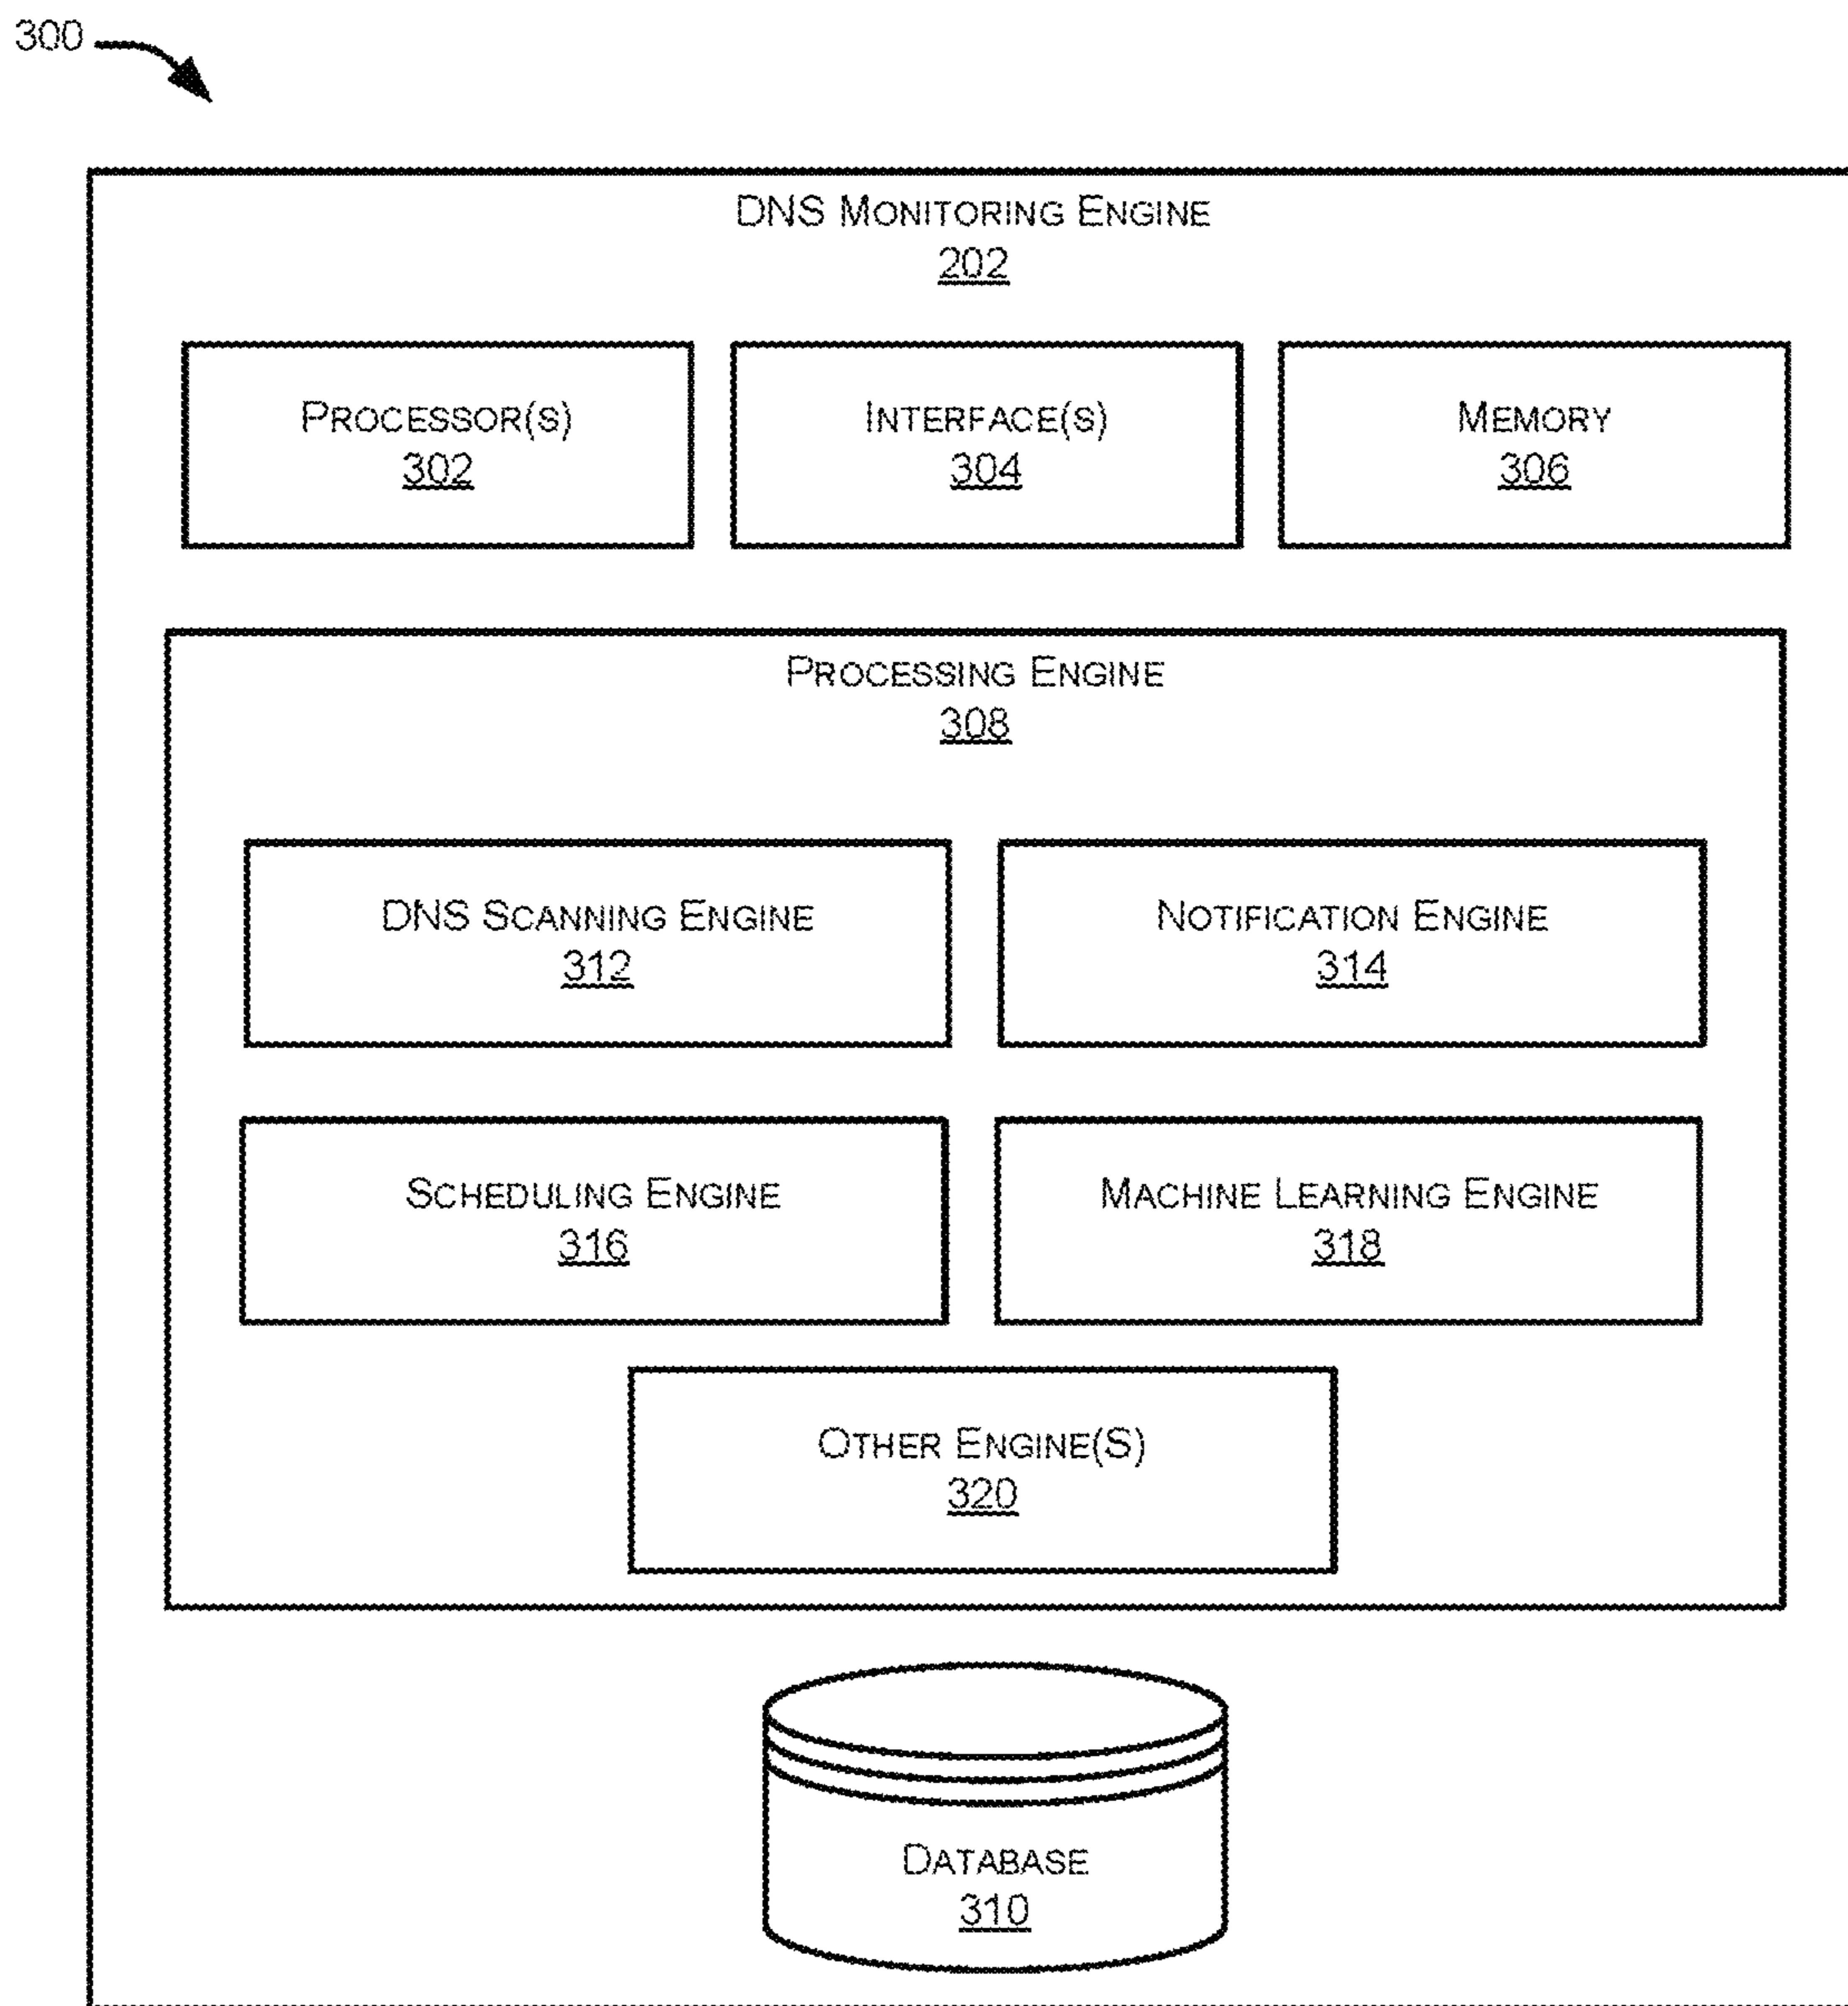 300
DNS MONITORING ENGINE
202
PROCESSOR(S)
302
INTERFACE(S)
304
MEMORY
306
PROCESSING ENGINE
308
DNS SCANNING ENGINE
312
NOTIFICATION ENGINE
314
SCHEDULING ENGINE
316
MACHINE LEARNING ENGINE
318
OTHER ENGINE(S)
320
DATABASE
310